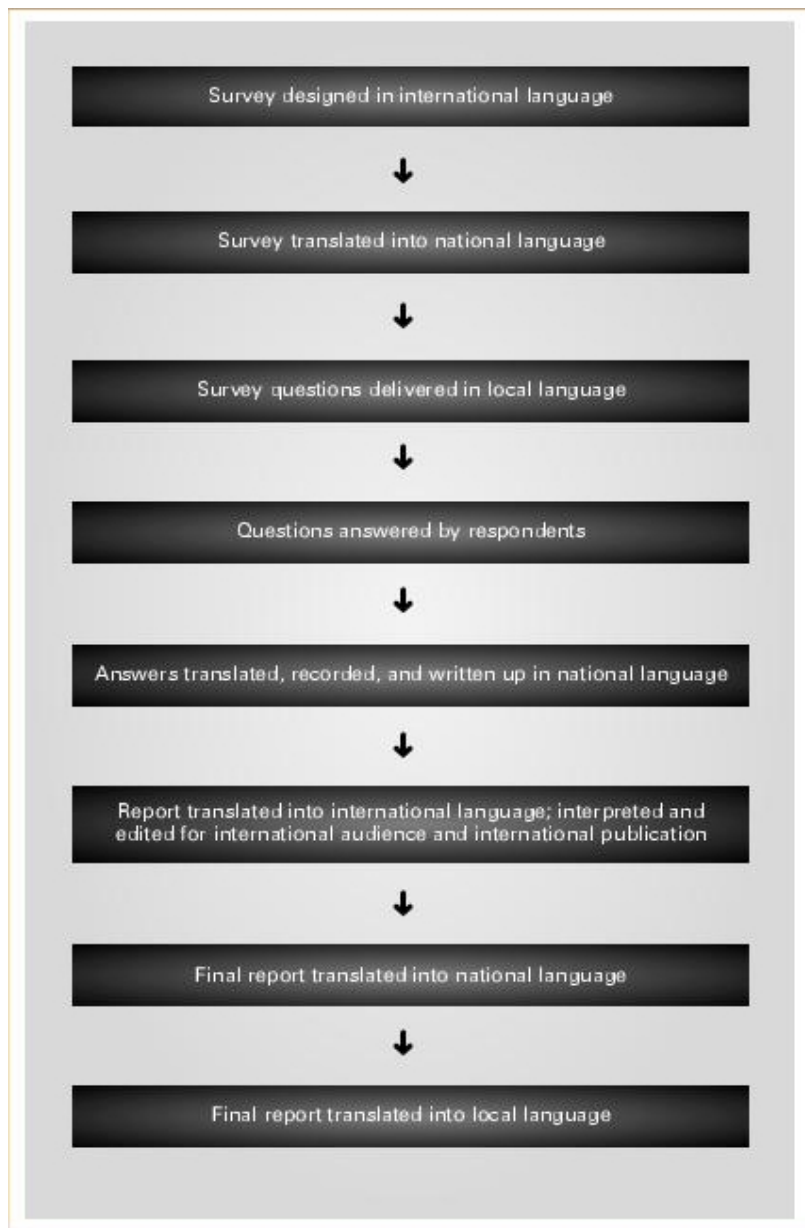 Survey designed in international language
Survey translated into national language
Survey questions delivered in local language
Questions answered by respondents
Answers translated, recorded, and written up in national language
Report translated into international language; interpreted and
edited for international audience and international publication
Final report translated into national language
Final report translated into local language